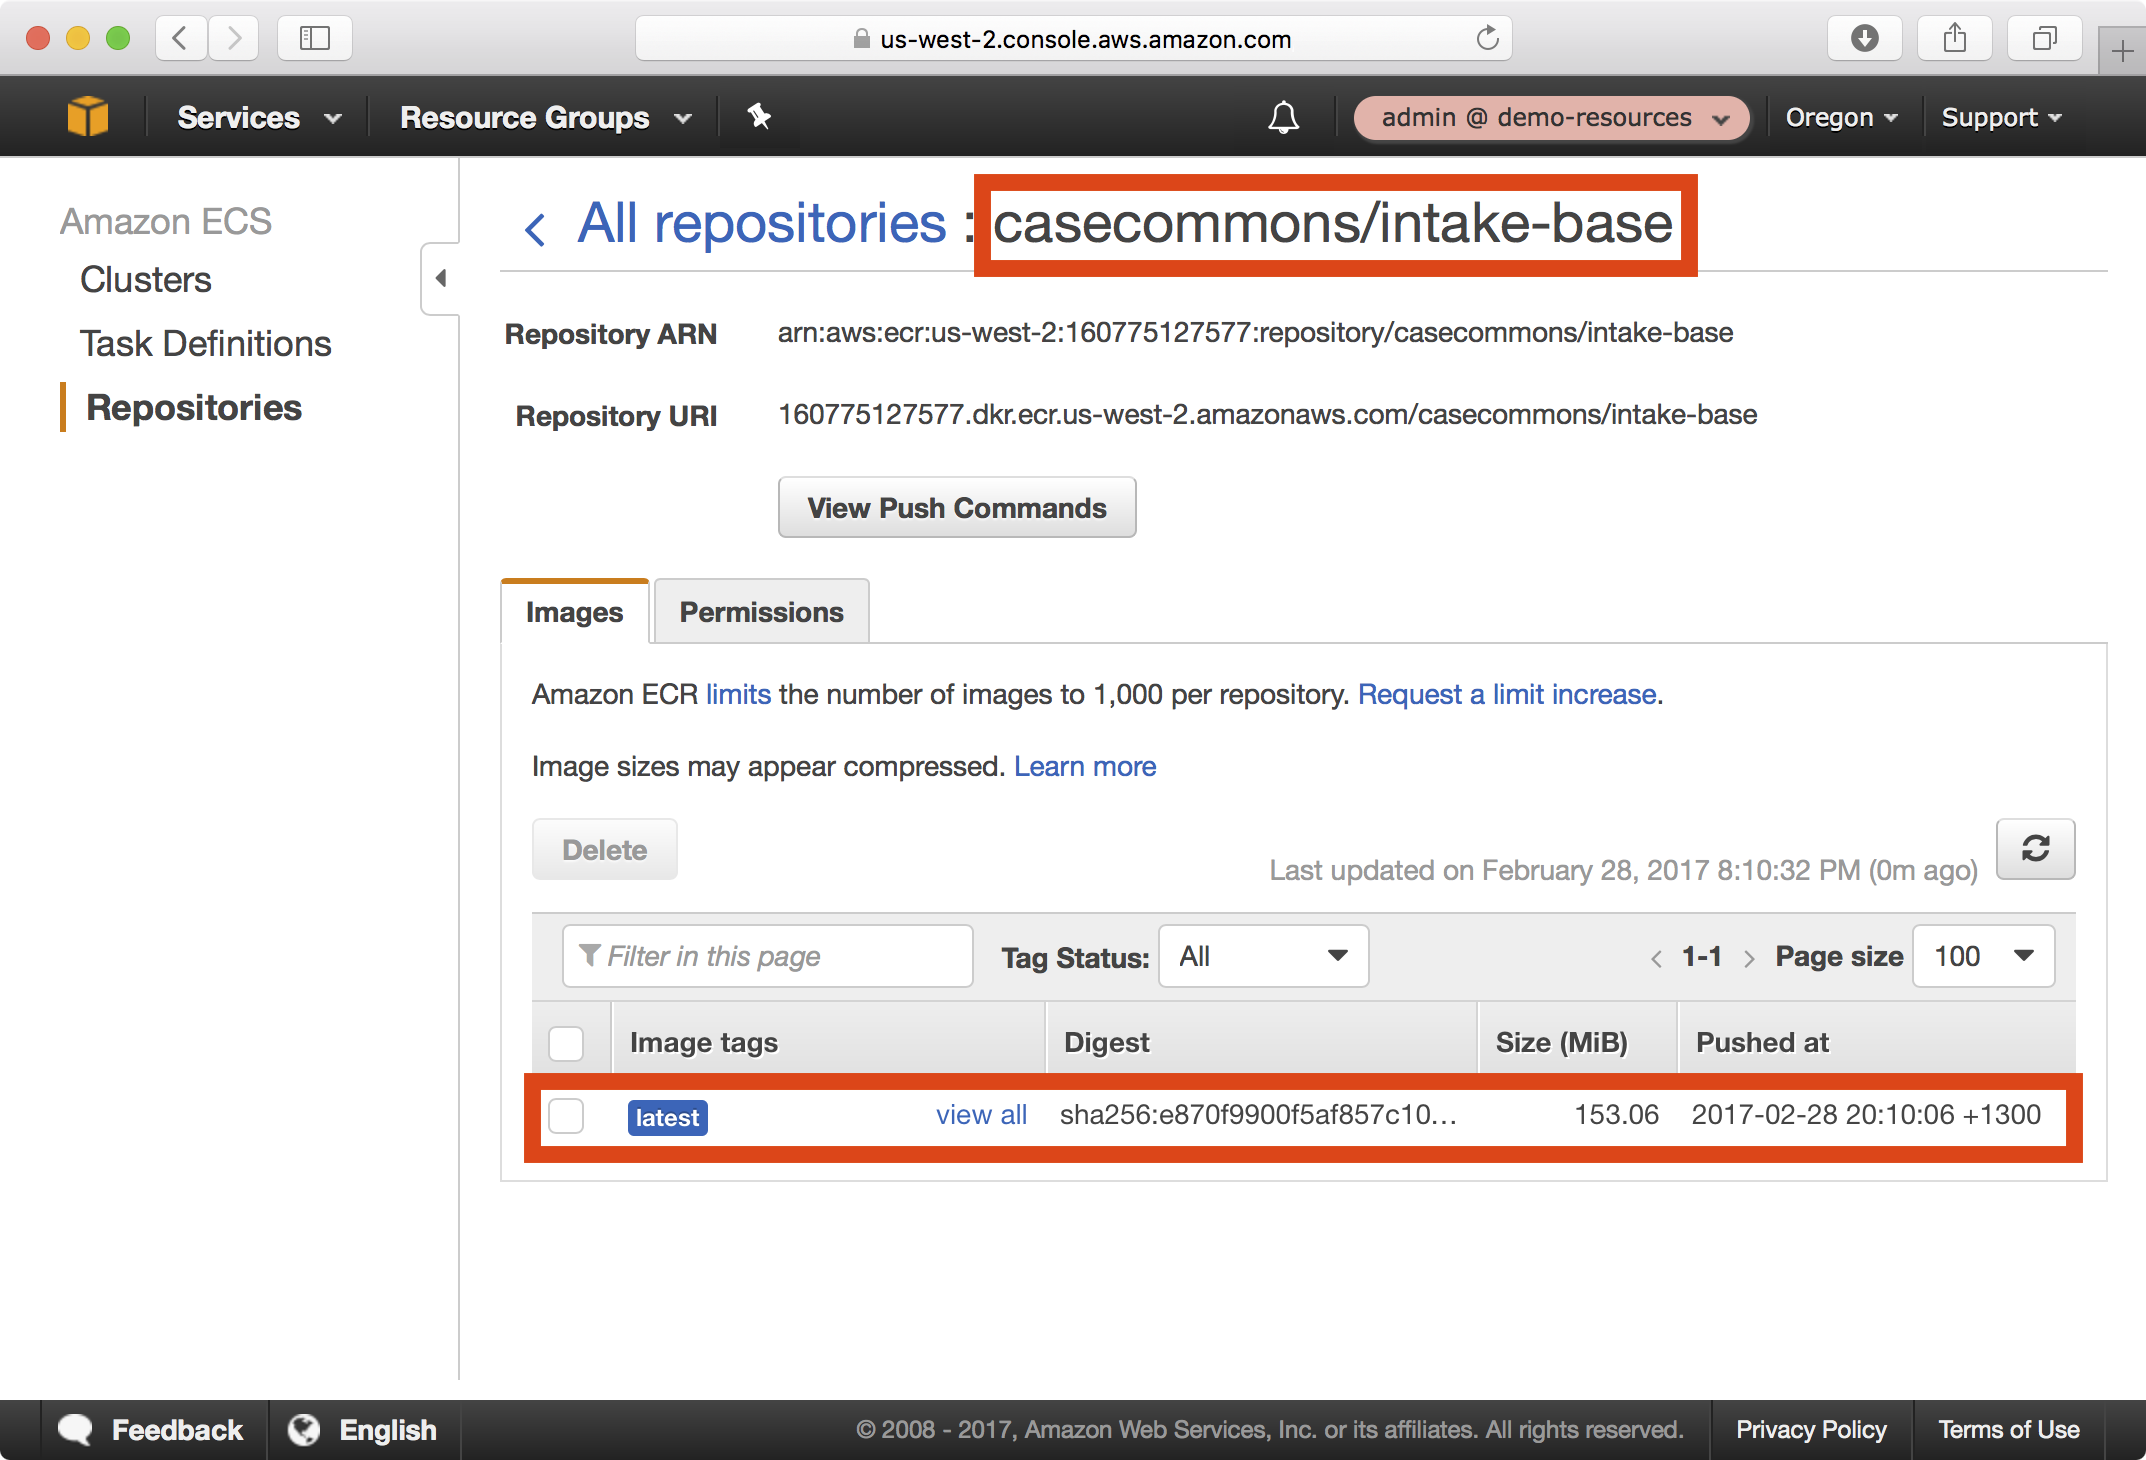 us-west-2.console.aws.amazon.com
Services Resource Groups admin @ demo-resources Oregon Support
Amazon ECS
Clusters
Task Definitions
Repositories
All repositories : casecommons/intake-base
Repository ARN arn:aws:ecr:us-west-2:160775127577:repository/casecommons/intake-base
Repository URI 160775127577.dkr.ecr.us-west-2.amazonaws.com/casecommons/intake-base
View Push Commands
Images Permissions
Amazon ECR limits the number of images to 1,000 per repository. Request a limit increase.
Image sizes may appear compressed. Learn more
Delete
Last updated on February 28, 2017 8:10:32 PM (0m ago)
Filter in this page Tag Status: All 1-1 Page size 100
Image tags Digest Size (MiB) Pushed at
latest view all sha256:e870f9900f5af857c10... 153.06 2017-02-28 20:10:06 +1300
Feedback English © 2008 - 2017, Amazon Web Services, Inc. or its affiliates. All rights reserved. Privacy Policy Terms of Use